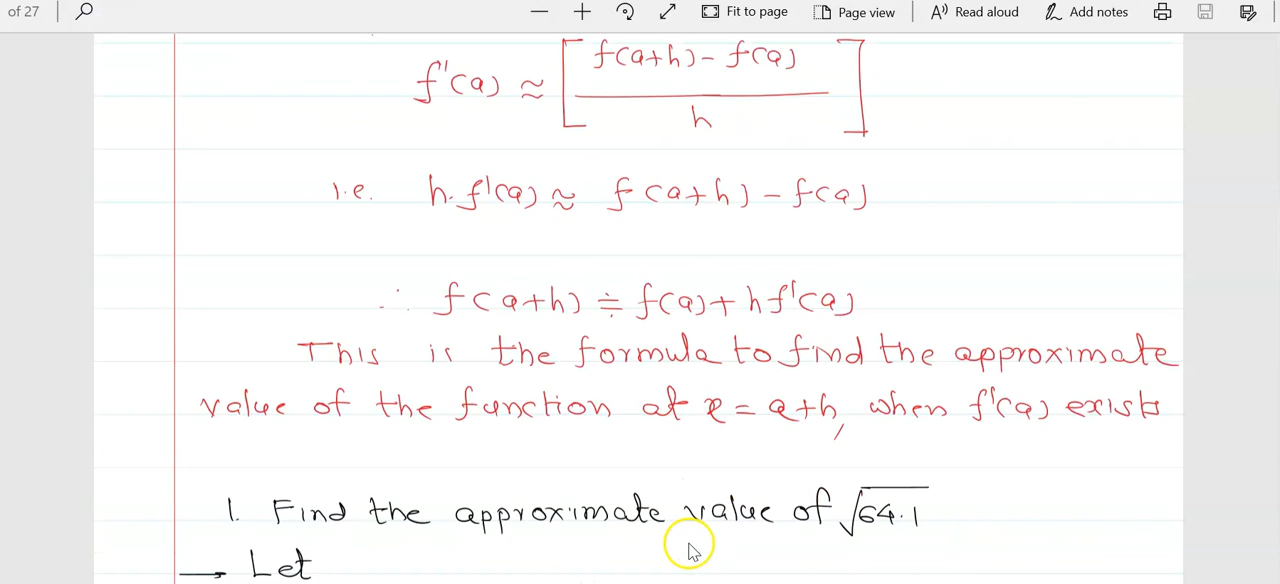 of 27
Fit to page
Page view
Read aloud
Add notes
f'(a) ≈ [ f(a+h) - f(a) / h ]
i.e. h. f'(a) ≈ f(a+h) - f(a)
∴ f(a+h) ≑ f(a) + h f'(a)
This is the formula to find the approximate
value of the function at x = a+h, when f'(a) exists
1. Find the approximate value of √64.1
→ Let